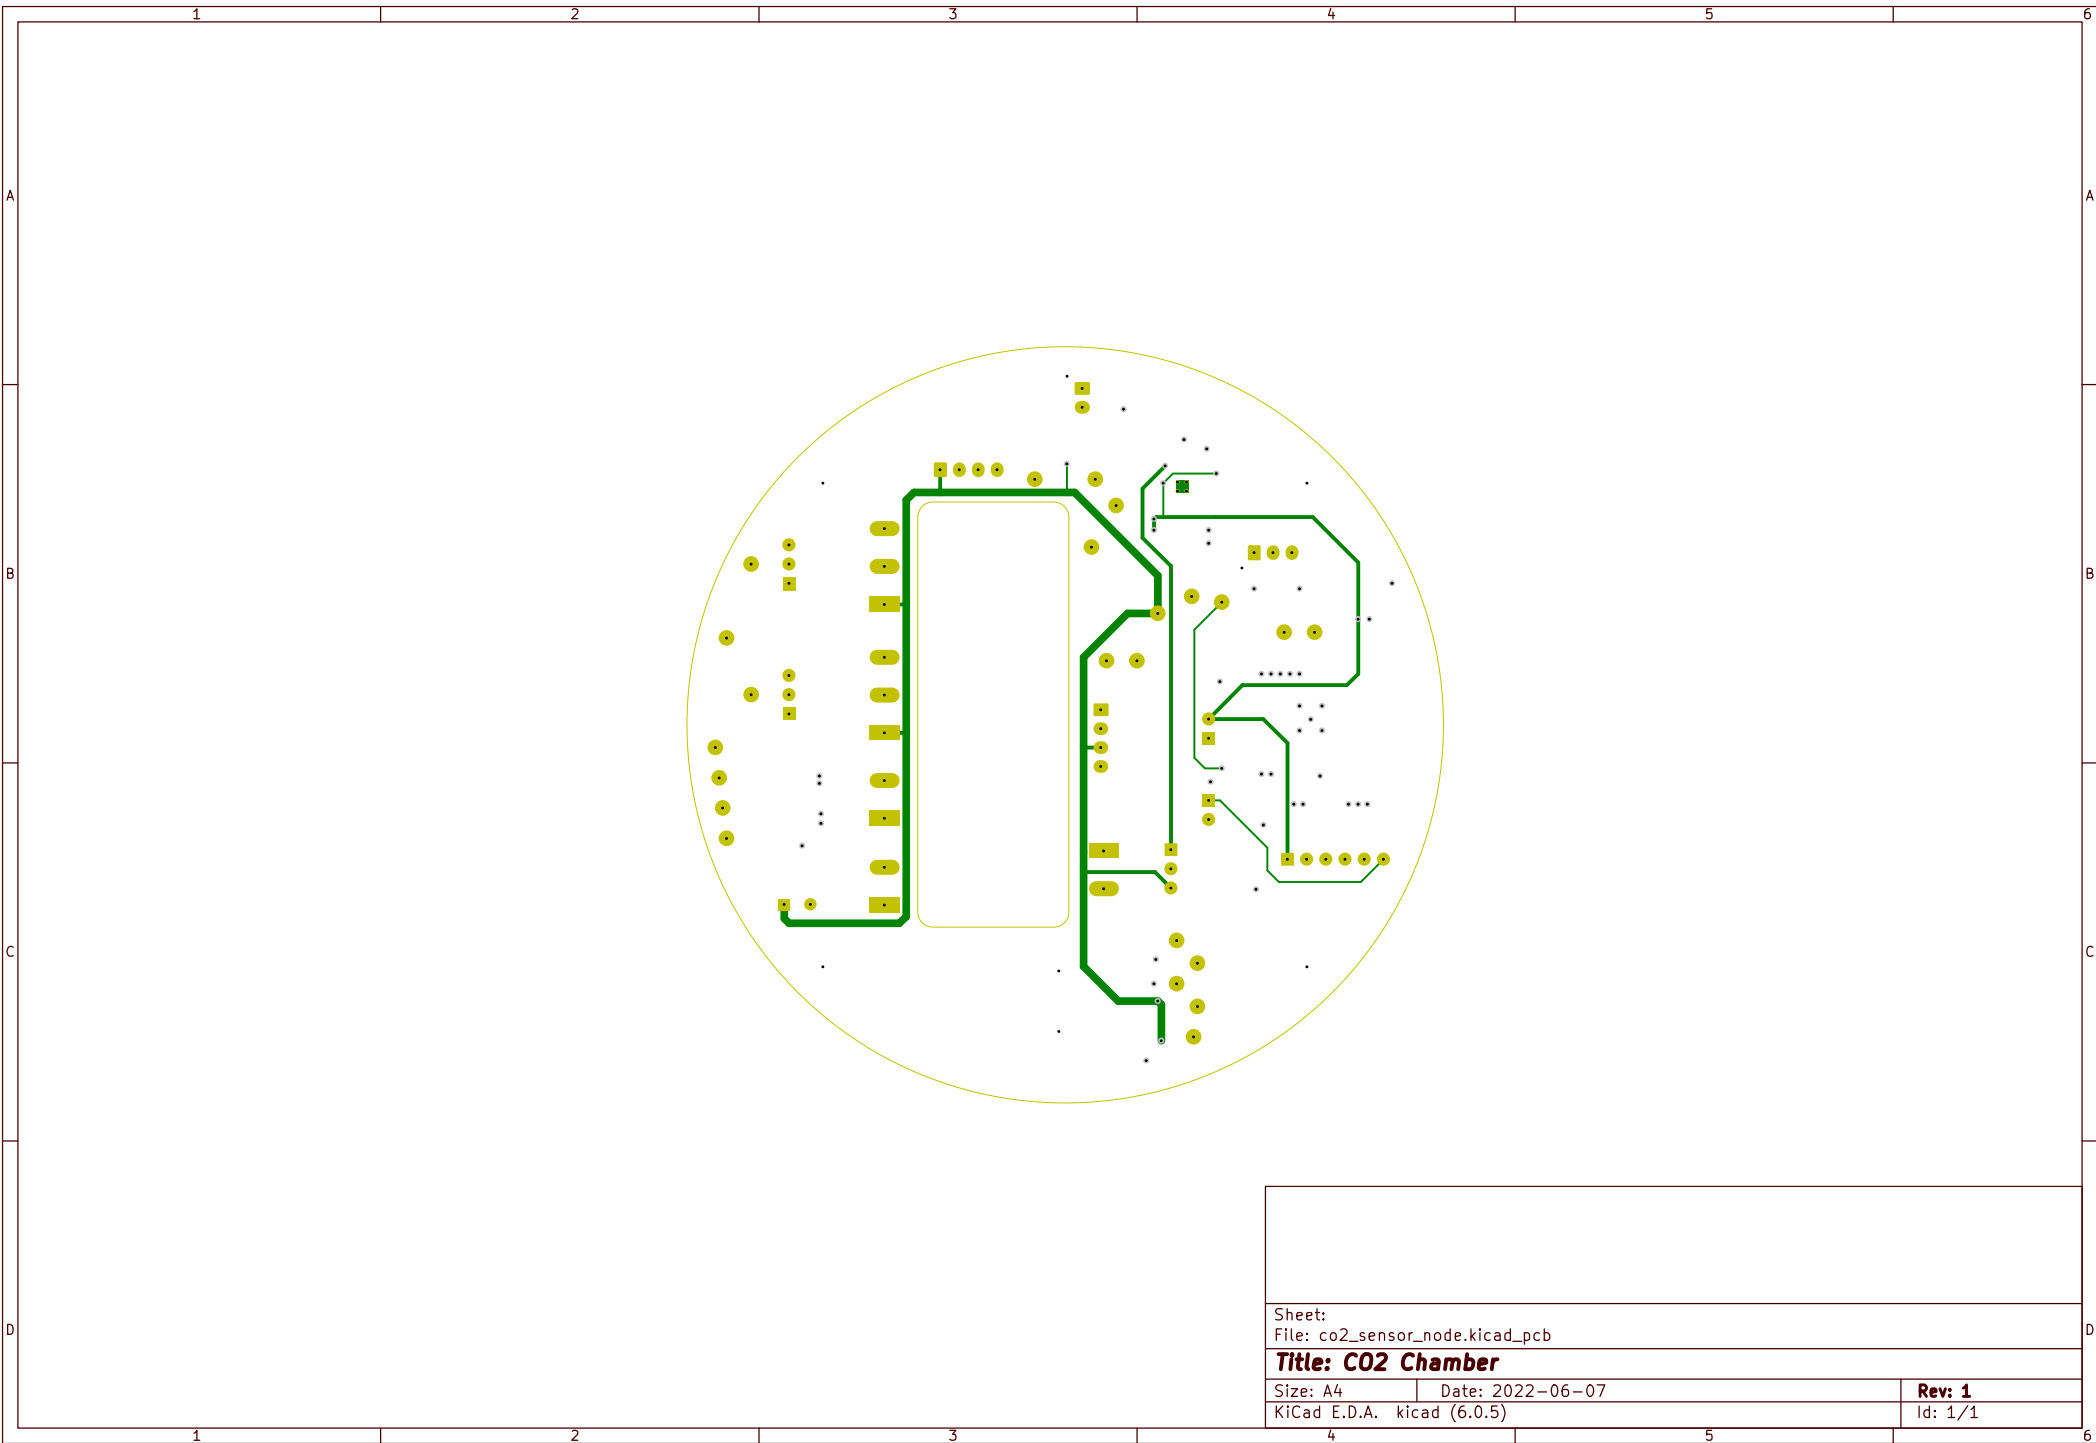 1 2 3 4 5 6
A A
B B
C C
D D
Sheet:
File: co2_sensor_node.kicad_pcb
Title: CO2 Chamber
Size: A4 Date: 2022-06-07 Rev: 1
KiCad E.D.A. kicad (6.0.5) Id: 1/1
1 2 3 4 5 6